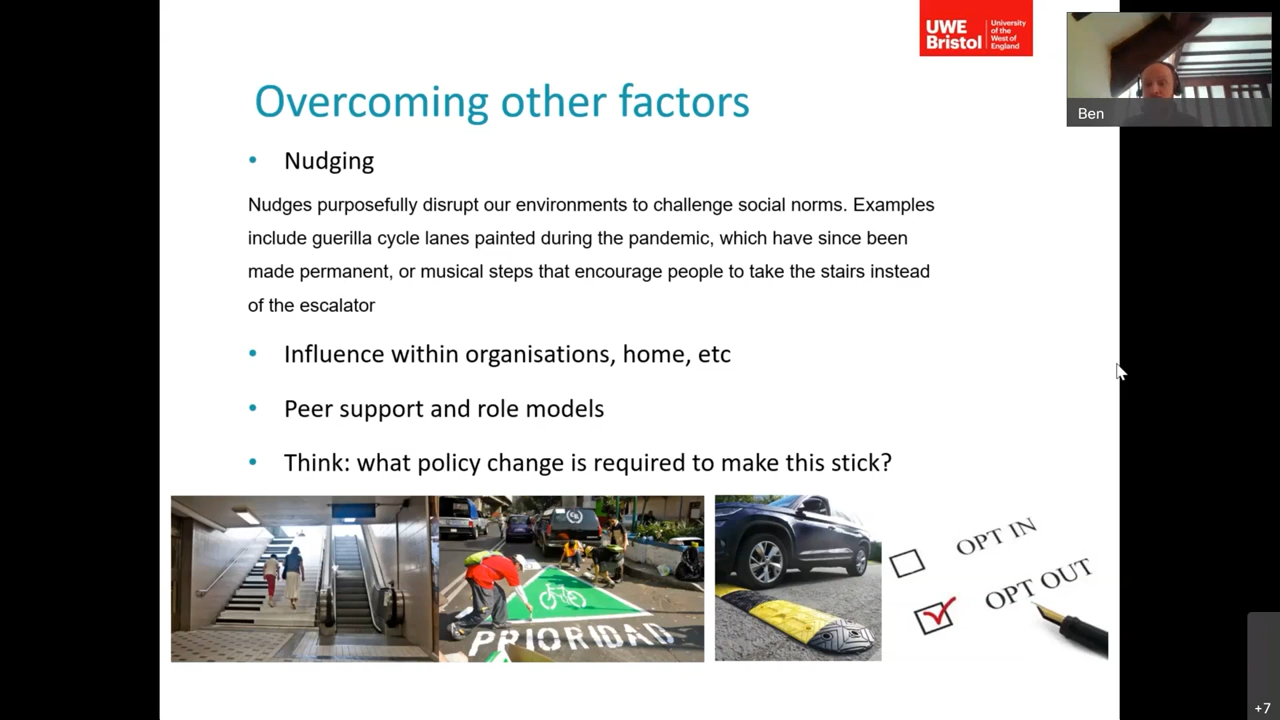 UWE
Bristol
University
of the
West of
England
Ben
Overcoming other factors
• Nudging
Nudges purposefully disrupt our environments to challenge social norms. Examples
include guerilla cycle lanes painted during the pandemic, which have since been
made permanent, or musical steps that encourage people to take the stairs instead
of the escalator
• Influence within organisations, home, etc
• Peer support and role models
• Think: what policy change is required to make this stick?
PRIORIDAD
OPT IN
OPT OUT
+7